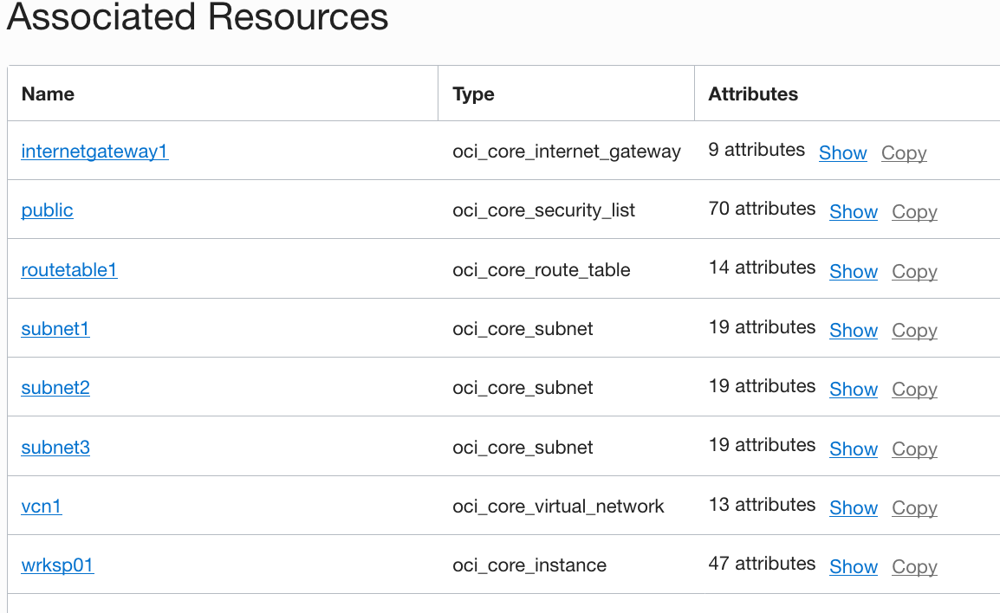 Associated Resources
Name Type Attributes
internetgateway1 oci_core_internet_gateway 9 attributes Show Copy
public oci_core_security_list 70 attributes Show Copy
routetable1 oci_core_route_table 14 attributes Show Copy
subnet1 oci_core_subnet 19 attributes Show Copy
subnet2 oci_core_subnet 19 attributes Show Copy
subnet3 oci_core_subnet 19 attributes Show Copy
vcn1 oci_core_virtual_network 13 attributes Show Copy
wrksp01 oci_core_instance 47 attributes Show Copy